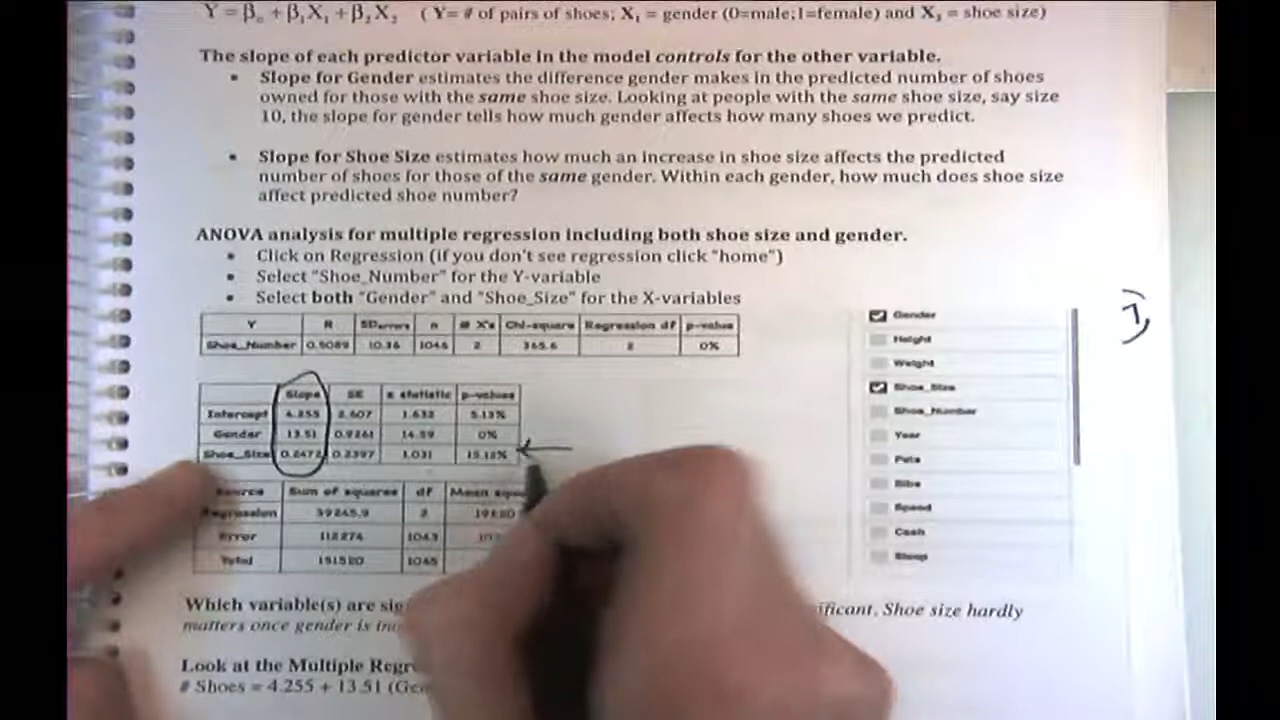 Y = β₀ + β₁X₁ + β₂X₂ ( Y= # of pairs of shoes; X₁ = gender (0=male;1=female) and X₂ = shoe size)
The slope of each predictor variable in the model controls for the other variable.
• Slope for Gender estimates the difference gender makes in the predicted number of shoes
owned for those with the same shoe size. Looking at people with the same shoe size, say size
10, the slope for gender tells how much gender affects how many shoes we predict.
• Slope for Shoe Size estimates how much an increase in shoe size affects the predicted
number of shoes for those of the same gender. Within each gender, how much does shoe size
affect predicted shoe number?
ANOVA analysis for multiple regression including both shoe size and gender.
• Click on Regression (if you don't see regression click "home")
• Select "Shoe_Number" for the Y-variable
• Select both "Gender" and "Shoe_Size" for the X-variables
Y R SDerrors n # X's Chi-square Regression df p-value
Shoe_Number 0.5089 10.36 1046 2 365.6 2 0%
Slope SE z statistic p-values
Intercept 4.255 2.607 1.632 5.13%
Gender 13.51 0.9261 14.59 0%
Shoe_Size 0.2472 0.2397 1.031 15.12%
Source Sum of squares df Mean
Regression 39245.9 2
Error 112274 1043
Total 151520 1045
Gender
Height
Weight
Shoe_Size
Shoe_Number
Year
Pets
Sibs
Speed
Cash
Sleep
Which variable(s) are Shoe size hardly
matters once gender is
Look at the Multiple
# Shoes = 4.255 + 13.51